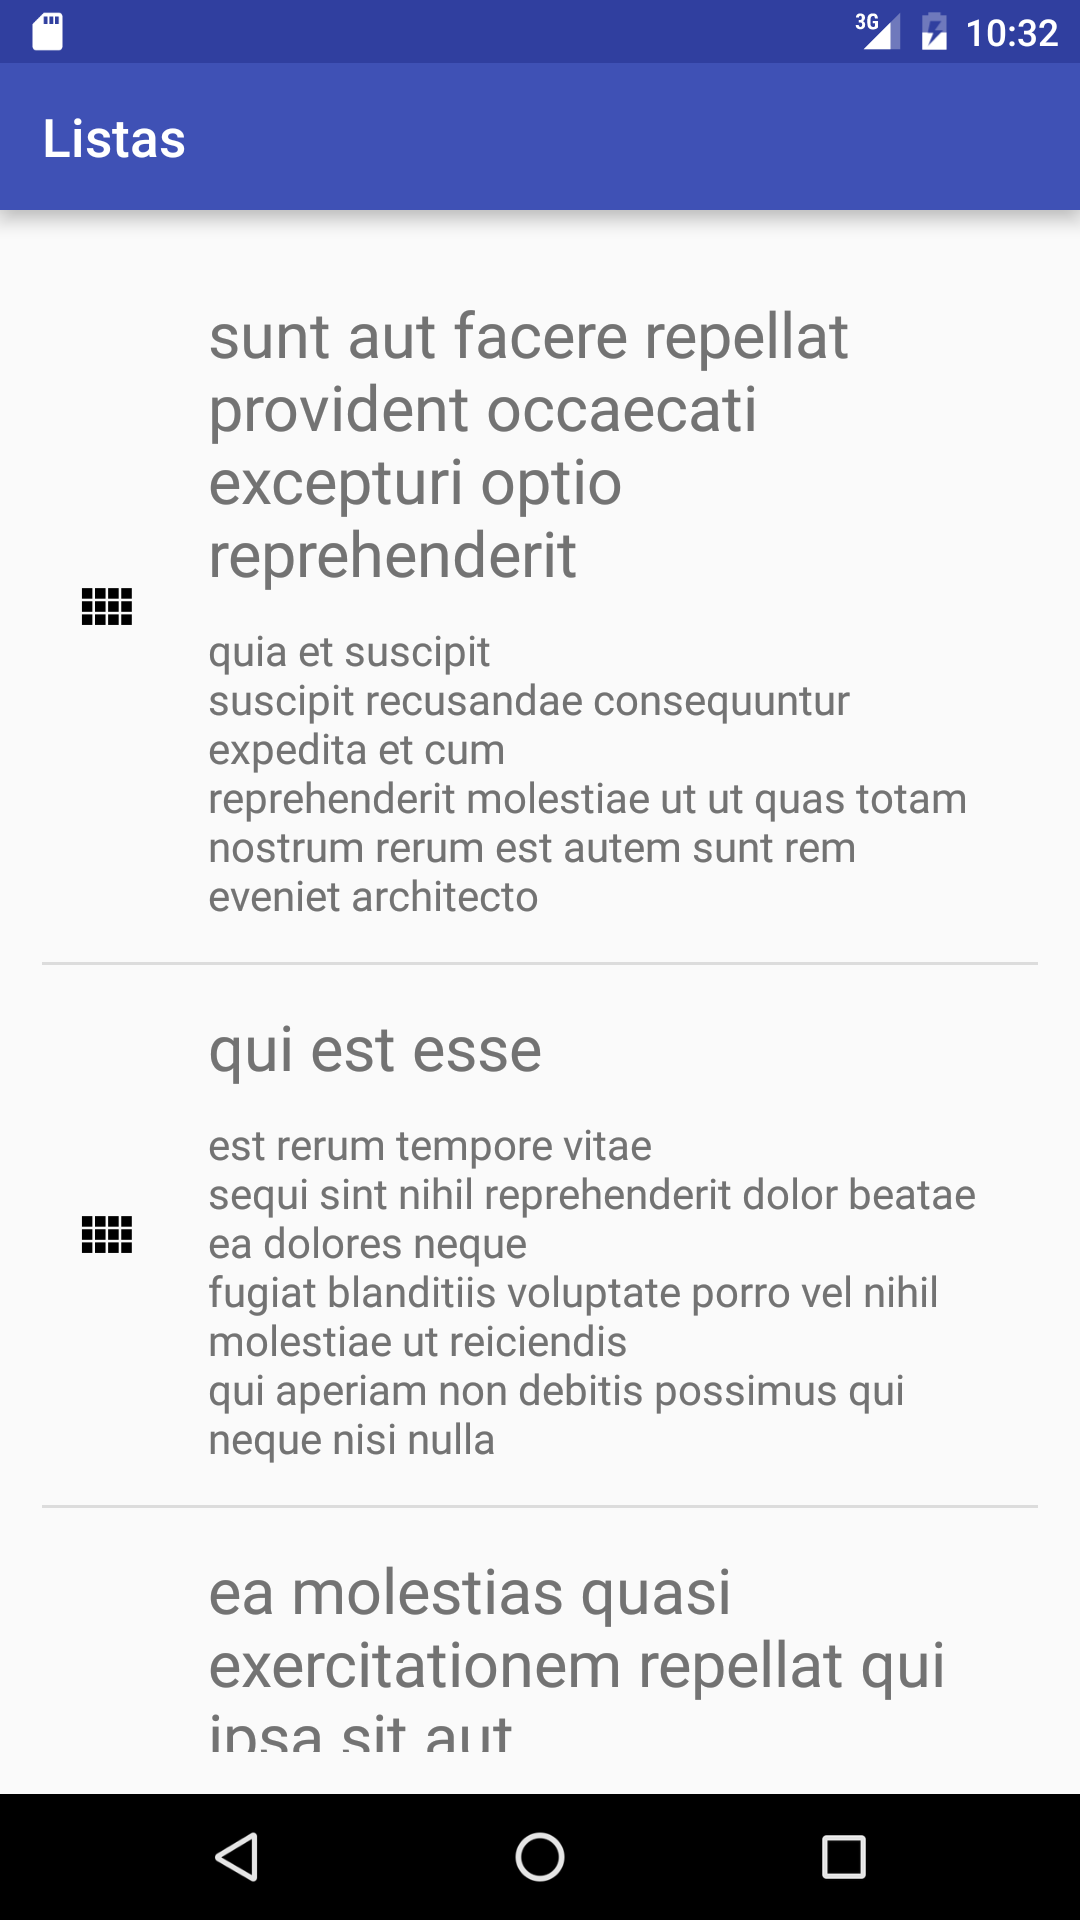 3G 10:32
Listas
sunt aut facere repellat
provident occaecati
excepturi optio
reprehenderit
quia et suscipit
suscipit recusandae consequuntur
expedita et cum
reprehenderit molestiae ut ut quas totam
nostrum rerum est autem sunt rem
eveniet architecto
qui est esse
est rerum tempore vitae
sequi sint nihil reprehenderit dolor beatae
ea dolores neque
fugiat blanditiis voluptate porro vel nihil
molestiae ut reiciendis
qui aperiam non debitis possimus qui
neque nisi nulla
ea molestias quasi
exercitationem repellat qui
ipsa sit aut